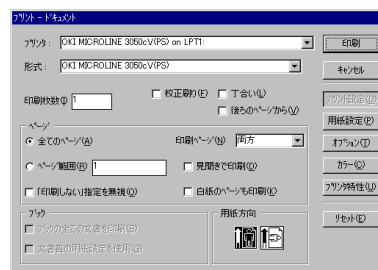 プリント - ドキュメント
プリンタ: OKI MICROLINE 3050cV(PS) on LPT1: 印刷
形式: OKI MICROLINE 3050cV(PS) キャンセル
印刷枚数(I) 1 校正刷り(F) 丁合い(L) プリント設定(D)
後ろのページから(V) 用紙設定(P)
ページ
全てのページ(A) 印刷ページ(N) 両方 オプション(T)
ページ範囲(R) 1 見開きで印刷(O) カラー(C)
「印刷しない」指定を無視(Q) 白紙のページも印刷(K) プリンタ特性(U)
ブック 用紙方向 リセット(E)
ブックの全ての文書を印刷(B)
文書毎の用紙設定を使用(G)